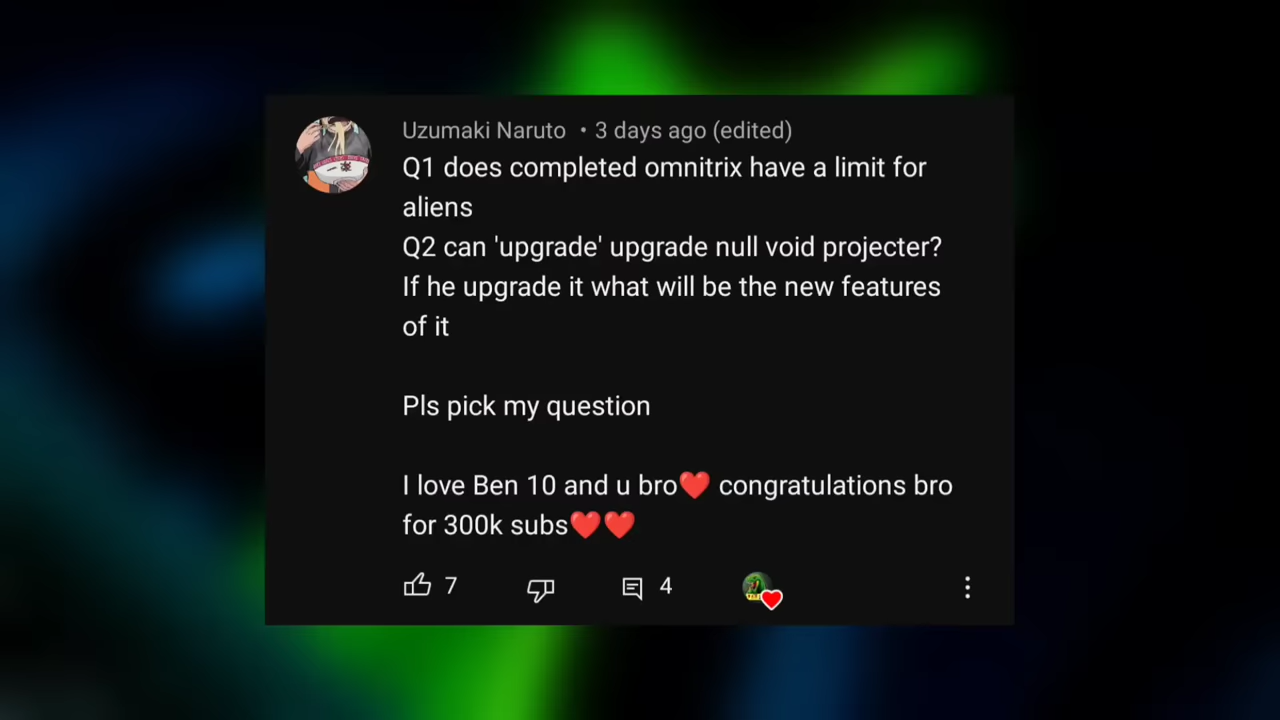 Uzumaki Naruto • 3 days ago (edited)
Q1 does completed omnitrix have a limit for
aliens
Q2 can 'upgrade' upgrade null void projecter?
If he upgrade it what will be the new features
of it
Pls pick my question
I love Ben 10 and u bro❤️ congratulations bro
for 300k subs❤️❤️
7 4